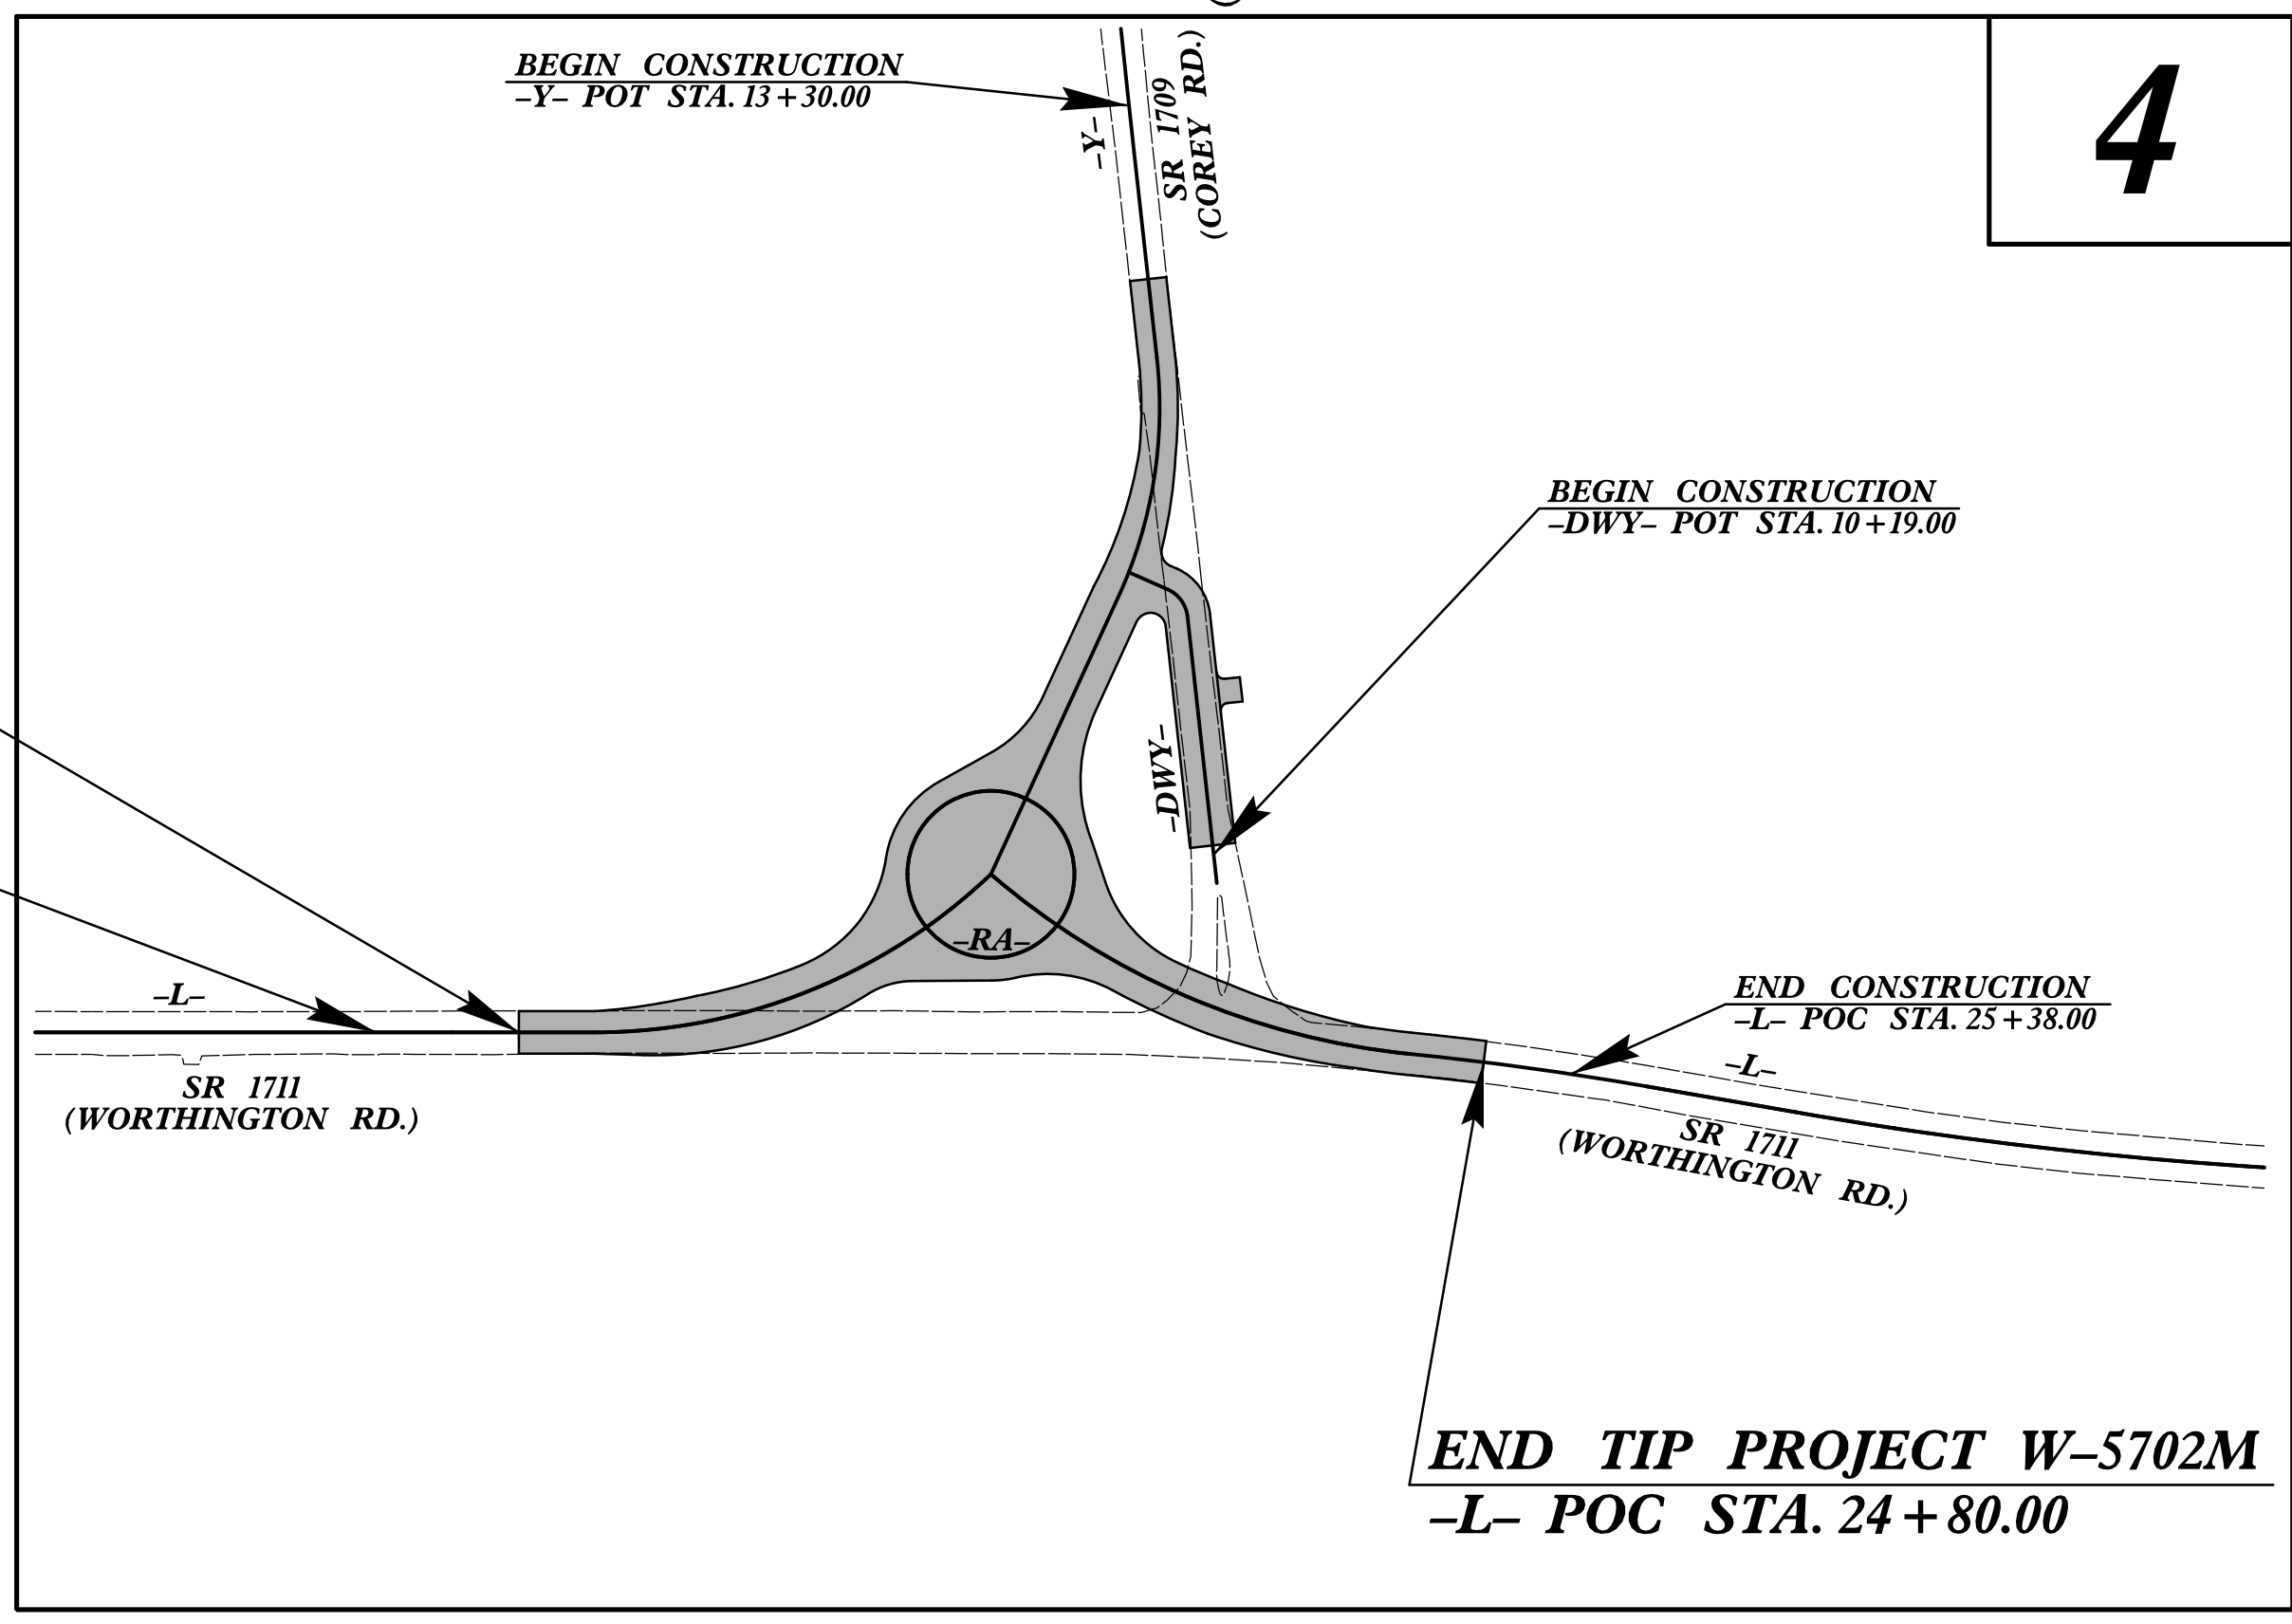 BEGIN CONSTRUCTION
–Y– POT STA. 13+30.00
–Y–
SR 1709
(COREY RD.)
4
BEGIN CONSTRUCTION
–DWY– POT STA. 10+19.00
–DWY–
–RA–
–L–
SR 1711
(WORTHINGTON RD.)
END CONSTRUCTION
–L– POC STA. 25+38.00
–L–
SR 1711
(WORTHINGTON RD.)
END TIP PROJECT W–5702M
–L– POC STA. 24+80.00